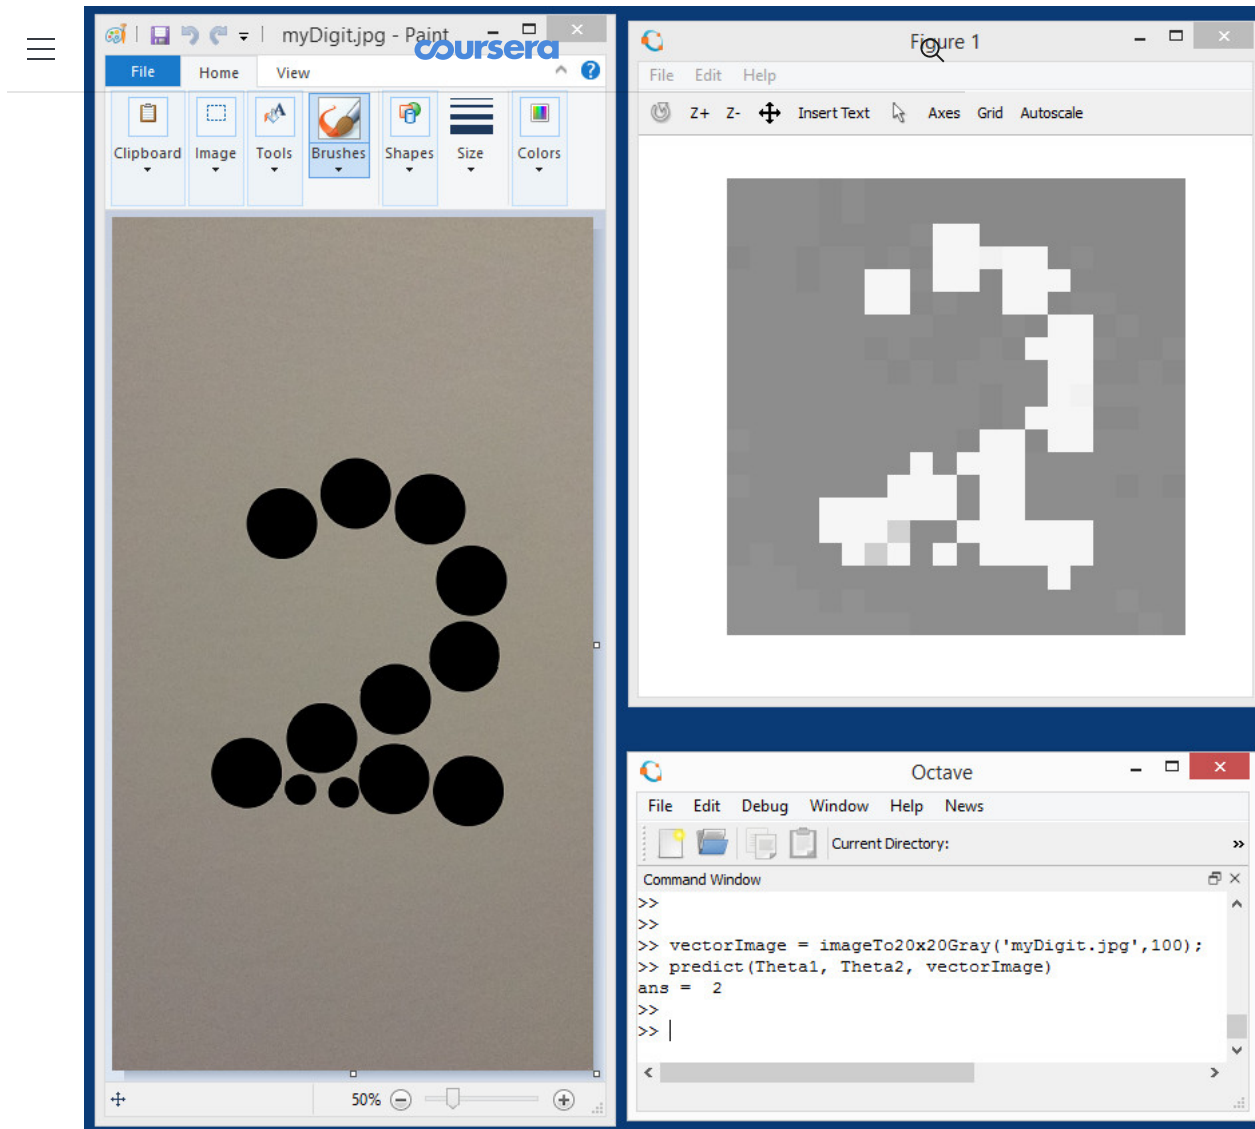 myDigit.jpg - Paint
coursera
File Home View
Clipboard Image Tools Brushes Shapes Size Colors
50%
Figure 1
File Edit Help
Z+ Z- Insert Text Axes Grid Autoscale
Octave
File Edit Debug Window Help News
Current Directory:
Command Window
>>
>>
>> vectorImage = imageTo20x20Gray('myDigit.jpg',100);
>> predict(Theta1, Theta2, vectorImage)
ans =  2
>>
>>